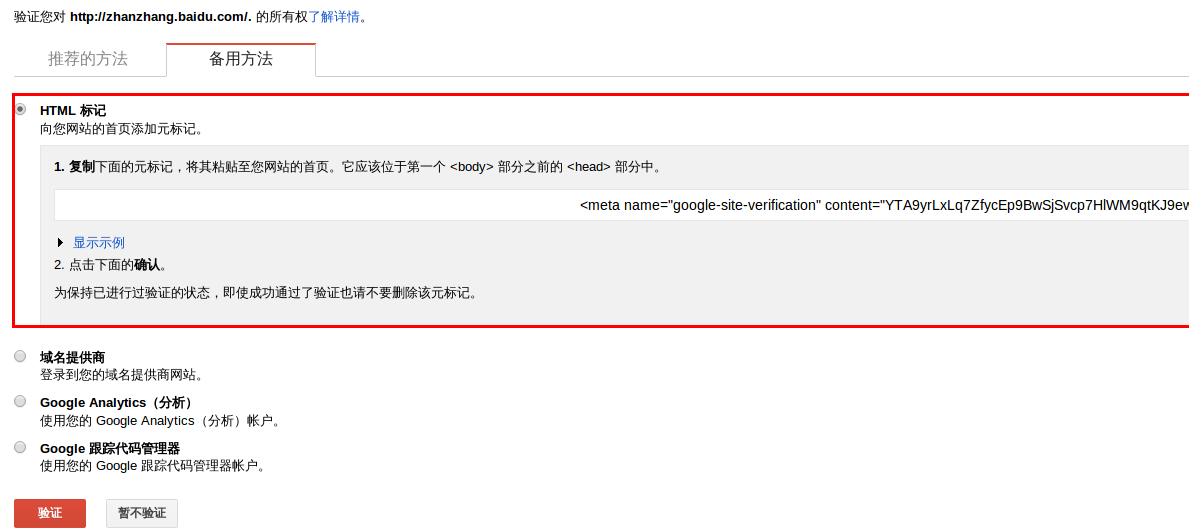 验证您对 http://zhanzhang.baidu.com/. 的所有权了解详情。
推荐的方法 备用方法
HTML 标记
向您网站的首页添加元标记。
1. 复制下面的元标记，将其粘贴至您网站的首页。它应该位于第一个 <body> 部分之前的 <head> 部分中。
<meta name="google-site-verification" content="YTA9yrLxLq7ZfycEp9BwSjSvcp7HlWM9qtKJ9ew
显示示例
2. 点击下面的确认。
为保持已进行过验证的状态，即使成功通过了验证也请不要删除该元标记。
域名提供商
登录到您的域名提供商网站。
Google Analytics（分析）
使用您的 Google Analytics（分析）帐户。
Google 跟踪代码管理器
使用您的 Google 跟踪代码管理器帐户。
验证 暂不验证